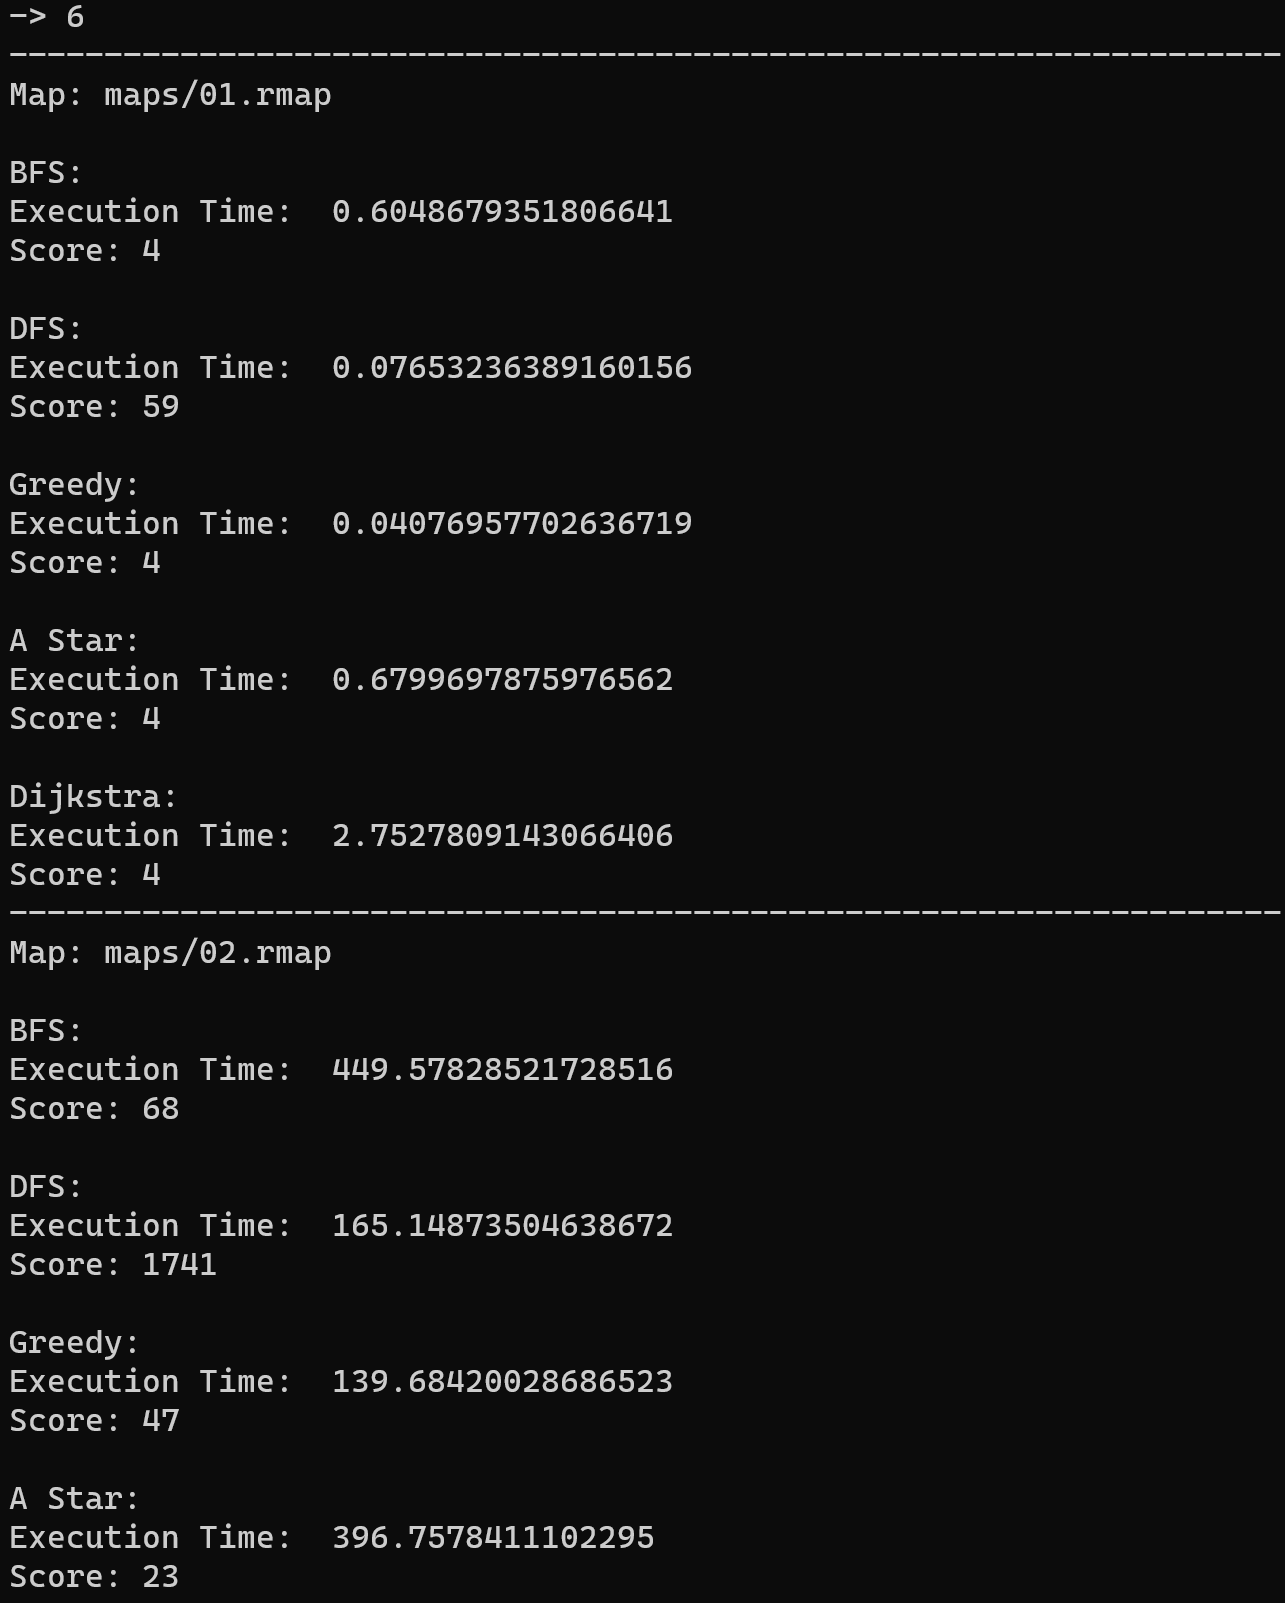 -> 6
-------------------------------------------------------------------
Map: maps/01.rmap
BFS:
Execution Time:  0.6048679351806641
Score: 4
DFS:
Execution Time:  0.07653236389160156
Score: 59
Greedy:
Execution Time:  0.04076957702636719
Score: 4
A Star:
Execution Time:  0.6799697875976562
Score: 4
Dijkstra:
Execution Time:  2.7527809143066406
Score: 4
-------------------------------------------------------------------
Map: maps/02.rmap
BFS:
Execution Time:  449.57828521728516
Score: 68
DFS:
Execution Time:  165.14873504638672
Score: 1741
Greedy:
Execution Time:  139.68420028686523
Score: 47
A Star:
Execution Time:  396.7578411102295
Score: 23